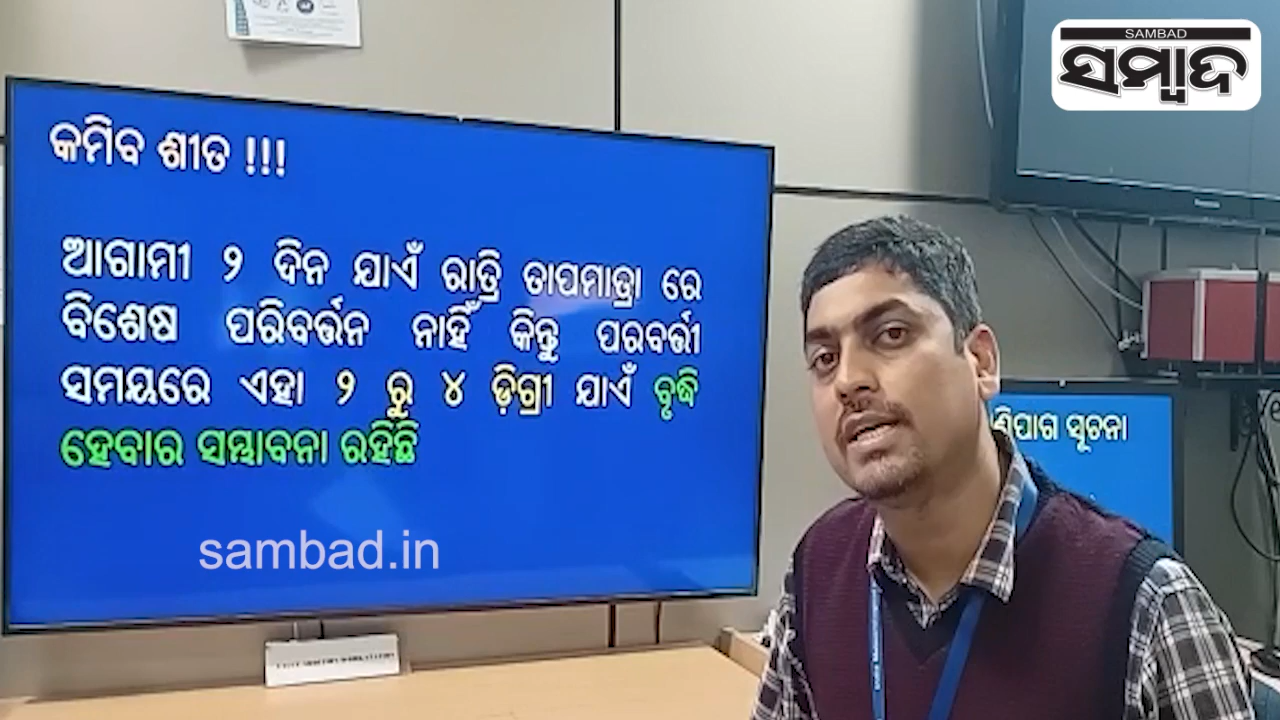 SAMBAD
ସମ୍ବାଦ
କମିବ ଶୀତ !!!
ଆଗାମୀ ୨ ଦିନ ଯାଏଁ ରାତ୍ରି ତାପମାତ୍ରା ରେ
ବିଶେଷ ପରିବର୍ତ୍ତନ ନାହିଁ କିନ୍ତୁ ପରବର୍ତ୍ତୀ
ସମୟରେ ଏହା ୨ ରୁ ୪ ଡ଼ିଗ୍ରୀ ଯାଏଁ ବୃଦ୍ଧି
ହେବାର ସମ୍ଭାବନା ରହିଛି
sambad.in
ଣିପାଗ ସୂଚନା